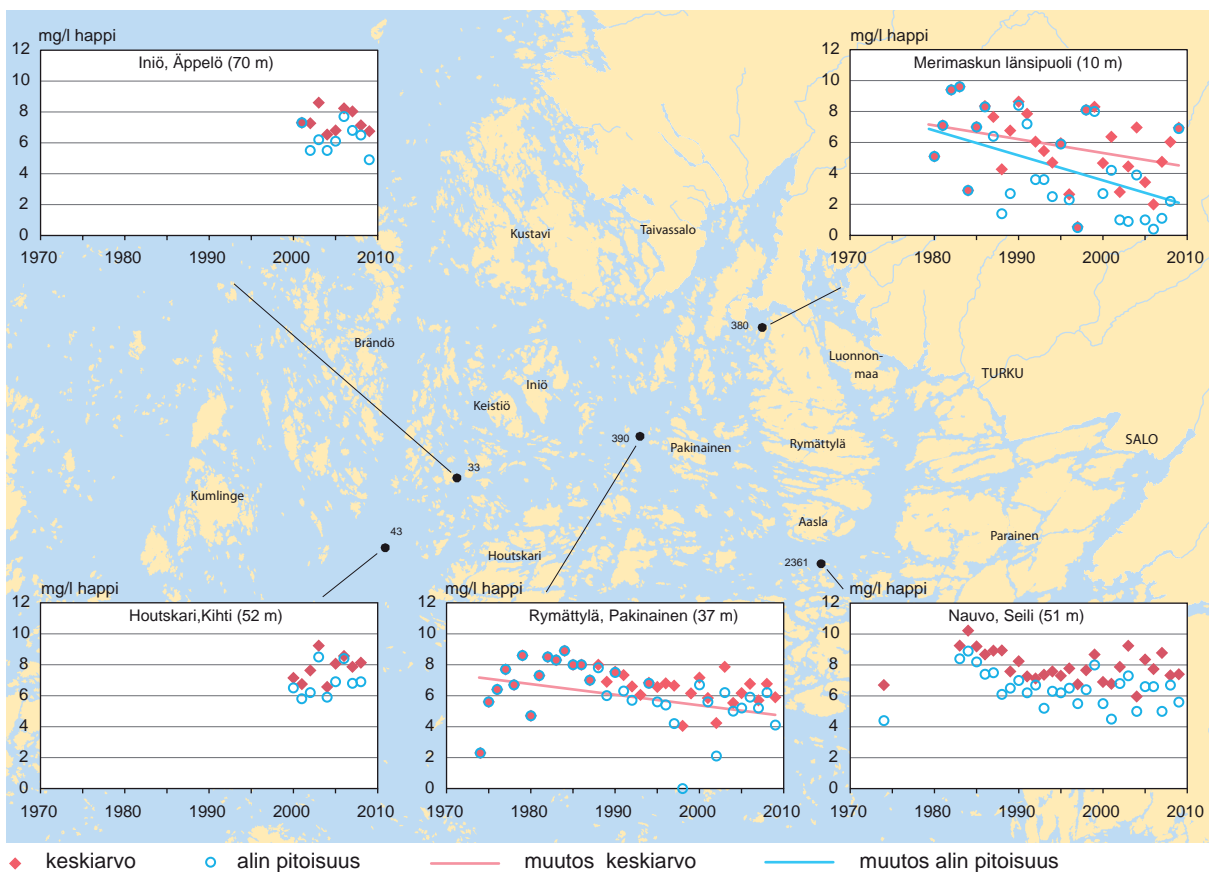 mg/l happi
Iniö, Äppelö (70 m)
12
10
8
6
4
2
0
1970 1980 1990 2000 2010
mg/l happi
Merimaskun länsipuoli (10 m)
12
10
8
6
4
2
0
1970 1980 1990 2000 2010
Kustavi
Taivassalo
380
Brändö
Luonnon-
maa
TURKU
Iniö
Keistiö
390
Pakinainen
Rymättylä
SALO
33
Kumlinge
43
Aasla
Parainen
Houtskari
2361
mg/l happi
Houtskari,Kihti (52 m)
12
10
8
6
4
2
0
1970 1980 1990 2000 2010
mg/l happi
Rymättylä, Pakinainen (37 m)
12
10
8
6
4
2
0
1970 1980 1990 2000 2010
mg/l happi
Nauvo, Seili (51 m)
12
10
8
6
4
2
0
1970 1980 1990 2000 2010
keskiarvo alin pitoisuus muutos keskiarvo muutos alin pitoisuus